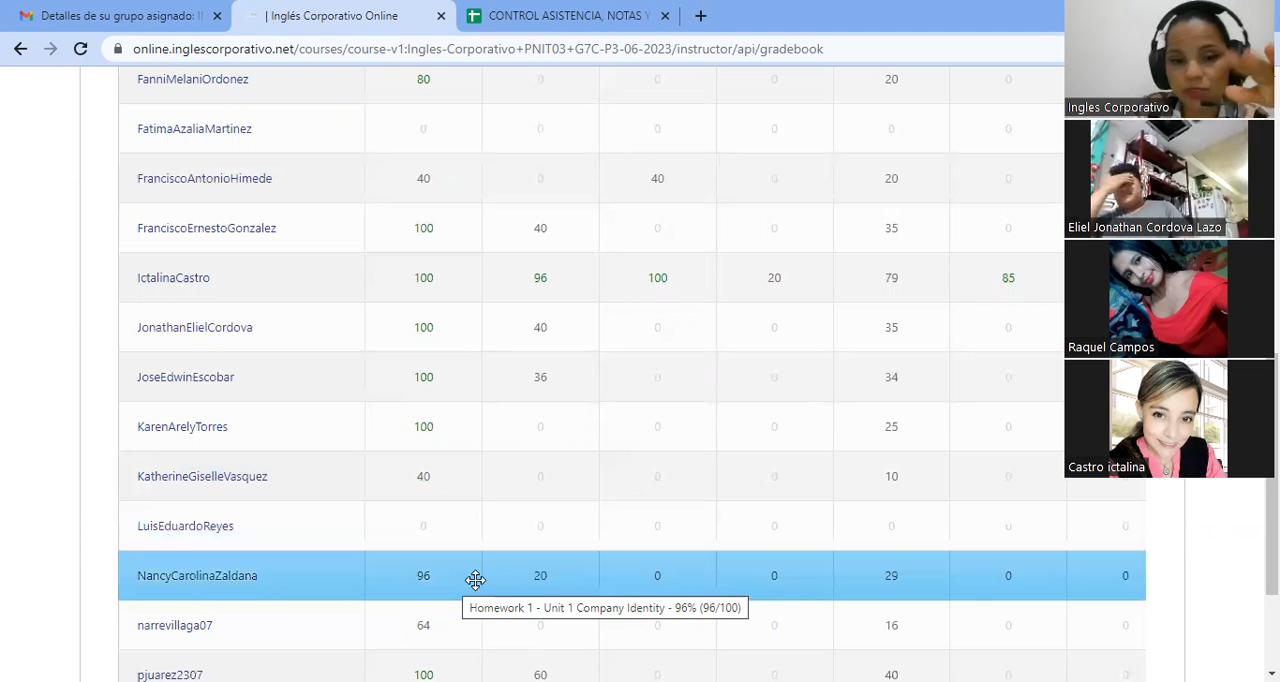 Detalles de su grupo asignado: I
| Inglés Corporativo Online
CONTROL ASISTENCIA, NOTAS Y
online.inglescorporativo.net/courses/course-v1:Ingles-Corporativo+PNIT03+G7C-P3-06-2023/instructor/api/gradebook
FanniMelaniOrdonez 80 0 0 0 20
FatimaAzaliaMartinez 0 0 0 0 0 0
FranciscoAntonioHimede 40 0 40 0 20 0
FranciscoErnestoGonzalez 100 40 0 0 35 0
IctalinaCastro 100 96 100 20 79 85
JonathanElielCordova 100 40 0 0 35 0
JoseEdwinEscobar 100 36 0 0 34 0
KarenArelyTorres 100 0 0 0 25 0
KatherineGiselleVasquez 40 0 0 0 10 0
LuisEduardoReyes 0 0 0 0 0 0 0
NancyCarolinaZaldana 96 20 0 0 29 0 0
Homework 1 - Unit 1 Company Identity - 96% (96/100)
narrevillaga07 64 0 0 0 16 0 0
pjuarez2307 100 60 0 0 40 0 0
Ingles Corporativo
Eliel Jonathan Cordova Lazo
Raquel Campos
Castro ictalina